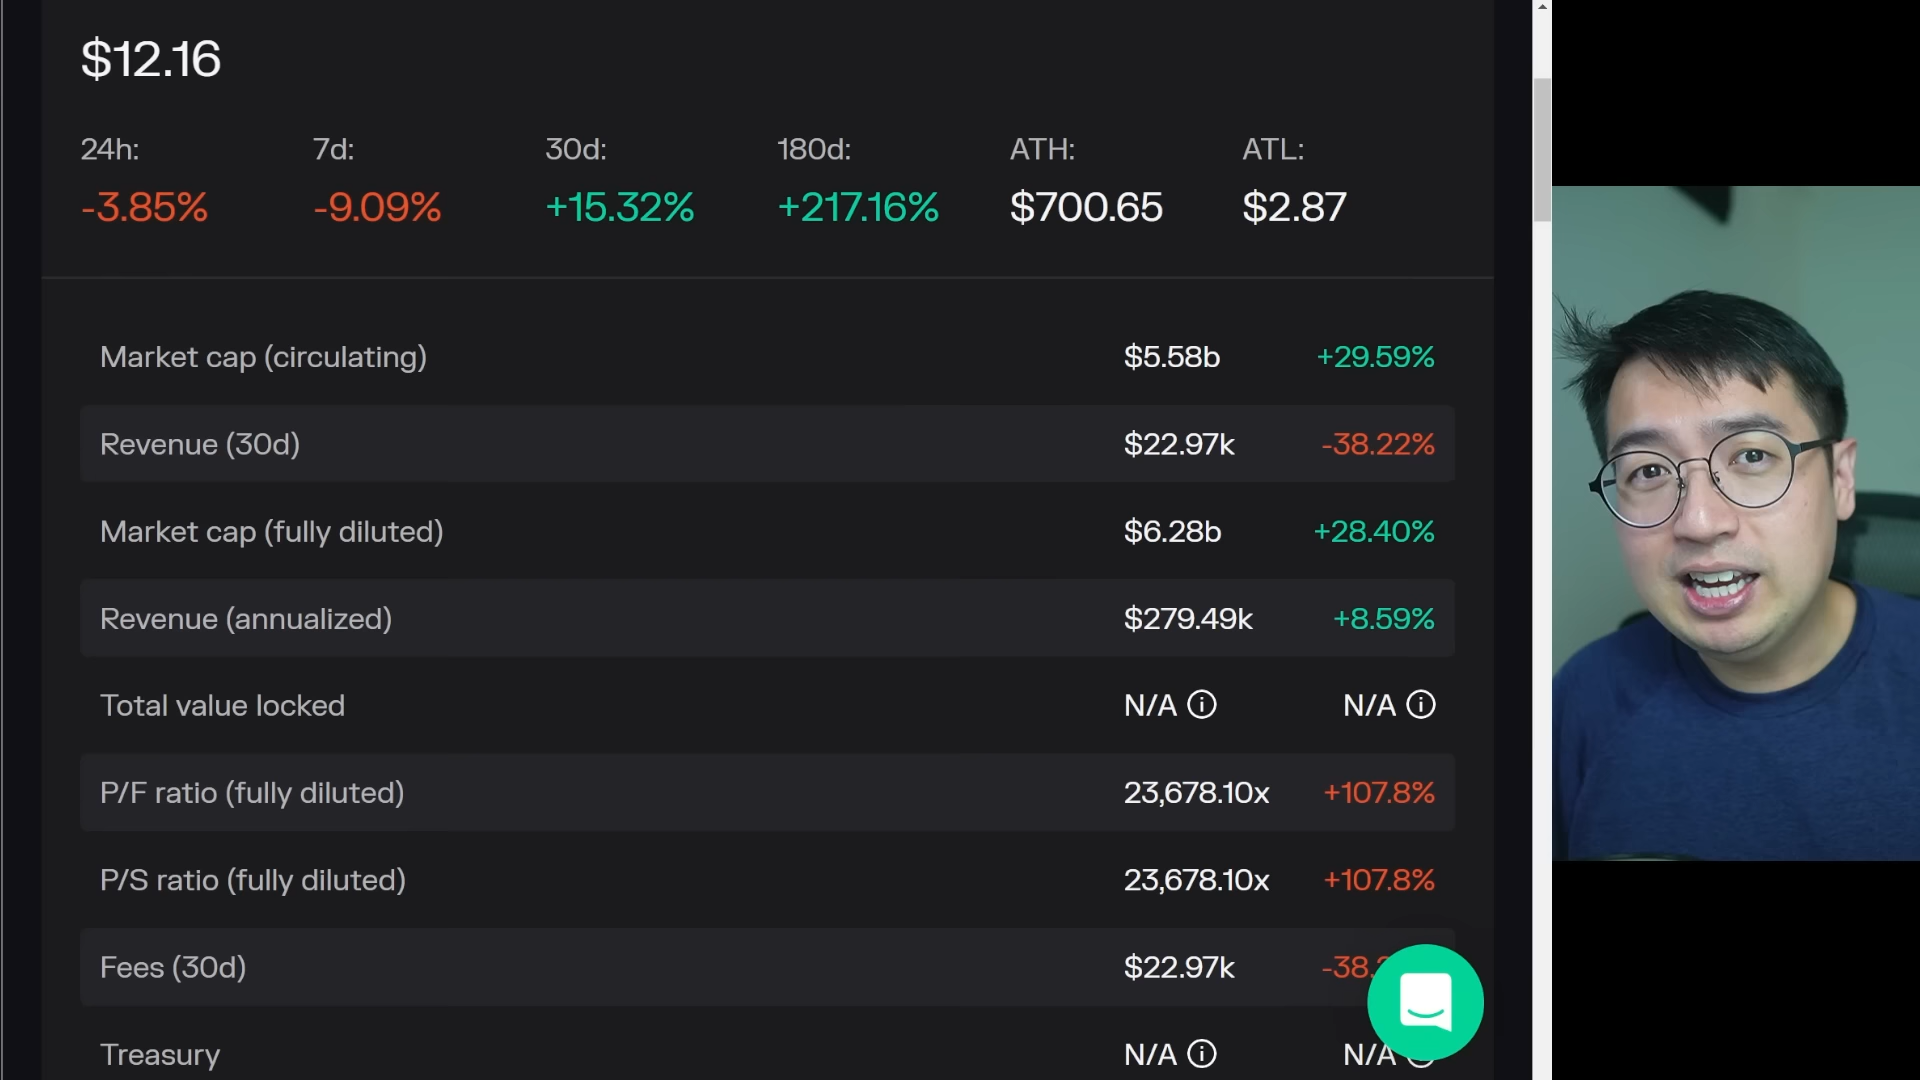 $12.16
24h: 7d: 30d: 180d: ATH: ATL:
-3.85% -9.09% +15.32% +217.16% $700.65 $2.87
Market cap (circulating) $5.58b +29.59%
Revenue (30d) $22.97k -38.22%
Market cap (fully diluted) $6.28b +28.40%
Revenue (annualized) $279.49k +8.59%
Total value locked N/A N/A
P/F ratio (fully diluted) 23,678.10x +107.8%
P/S ratio (fully diluted) 23,678.10x +107.8%
Fees (30d) $22.97k -38.
Treasury N/A N/A